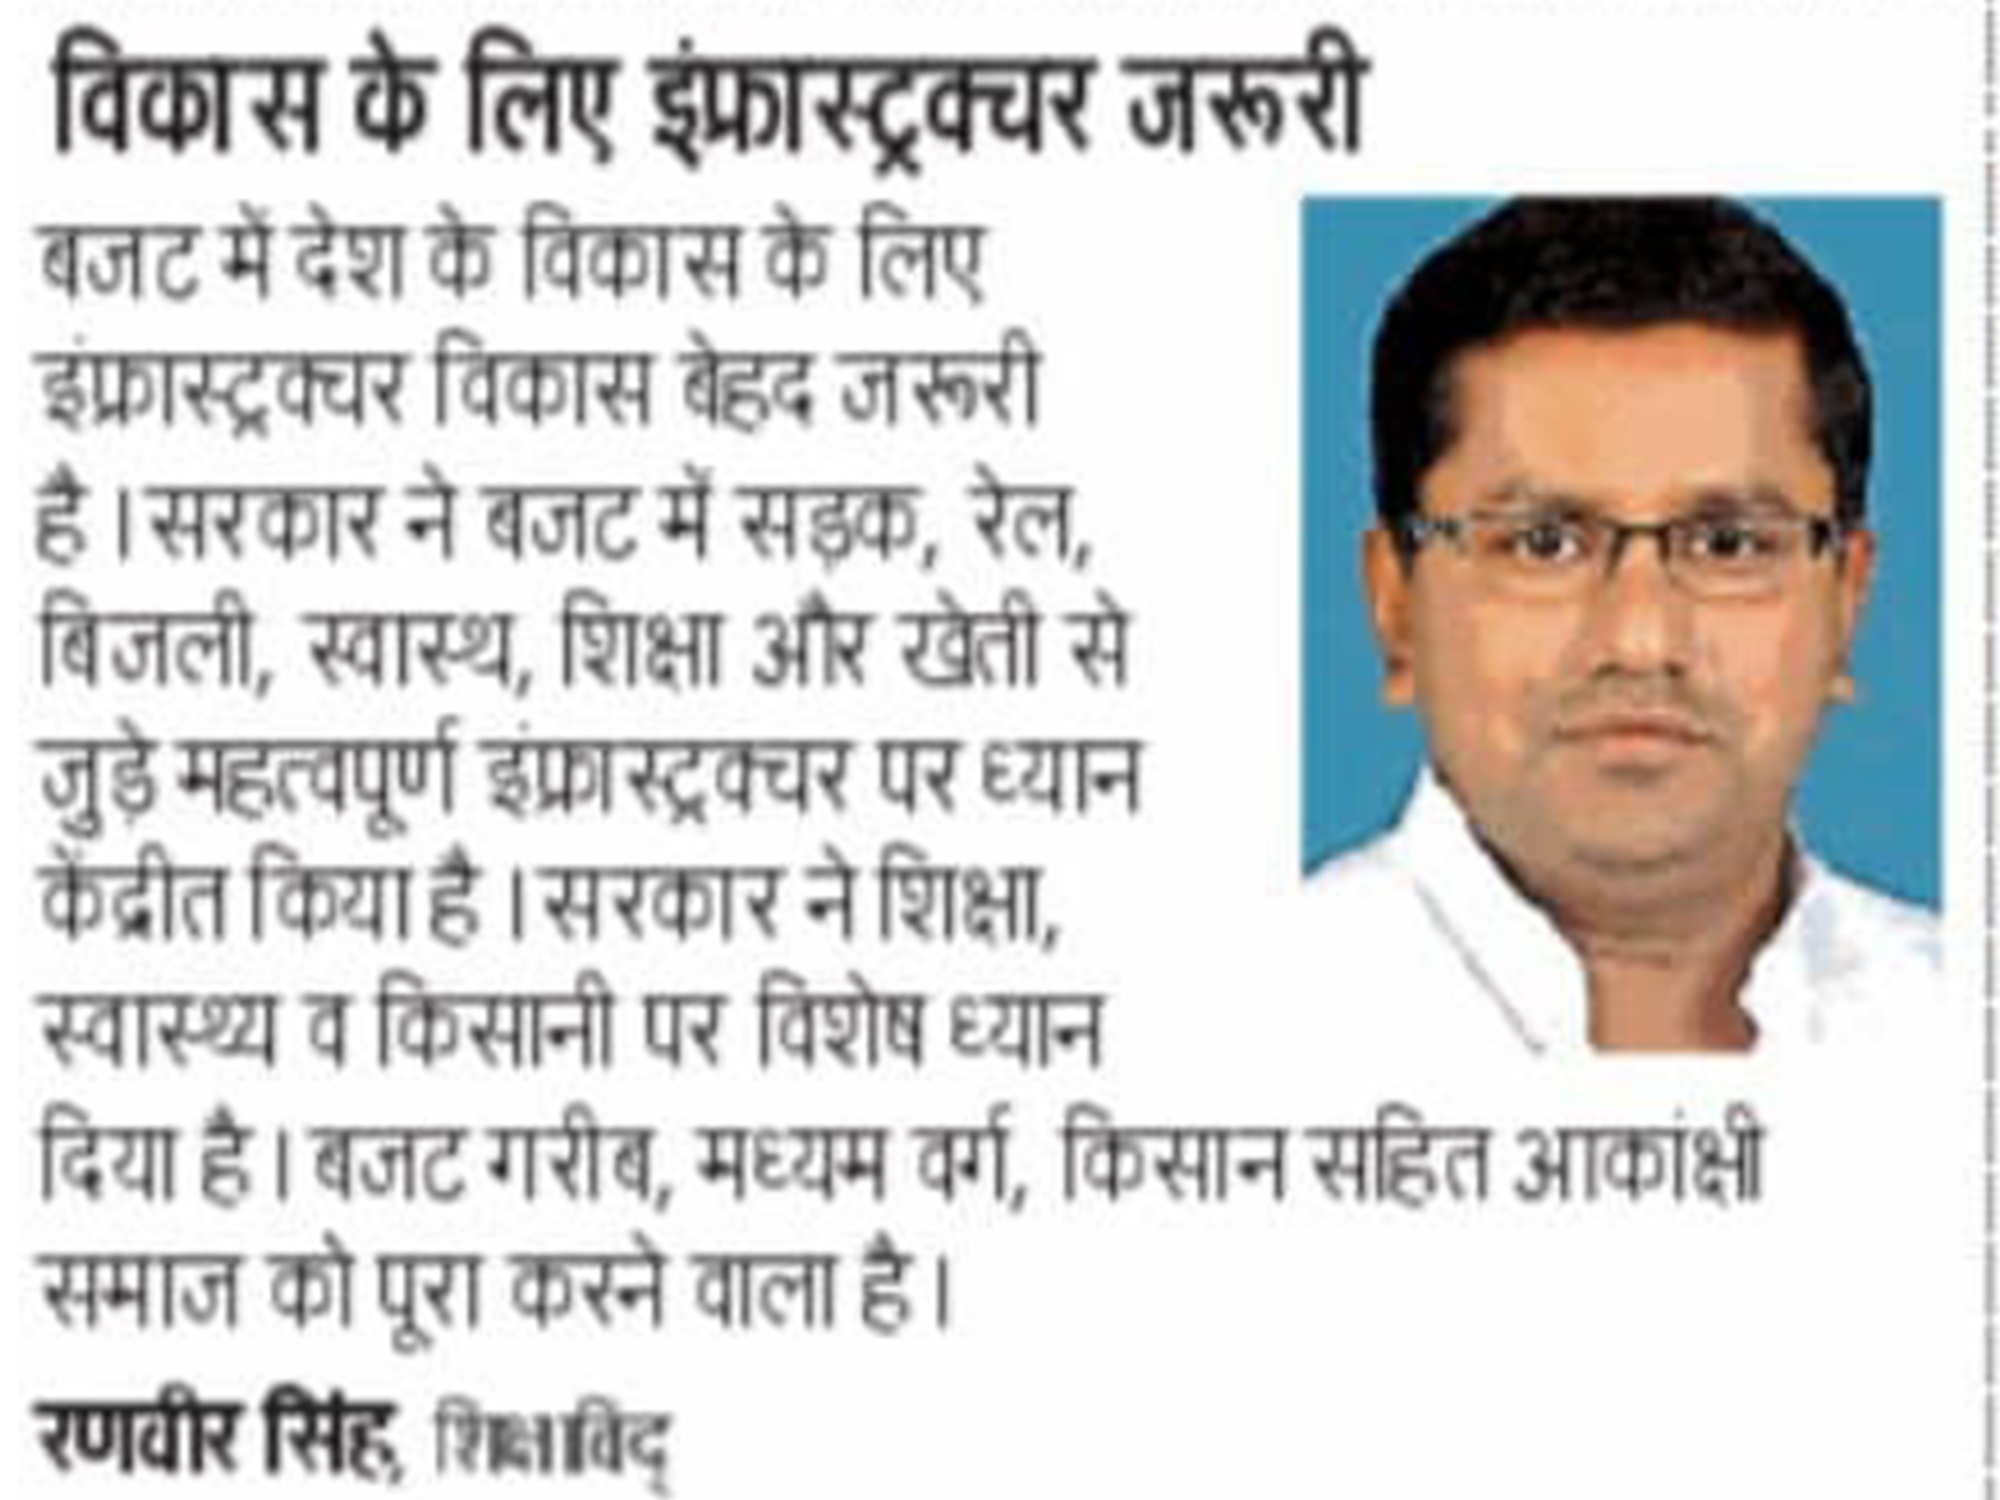 विकास के लिए इंफ्रास्ट्रक्चर जरूरी
बजट में देश के विकास के लिए
इंफ्रास्ट्रक्चर विकास बेहद जरूरी
है। सरकार ने बजट में सड़क, रेल,
बिजली, स्वास्थ, शिक्षा और खेती से
जुड़े महत्वपूर्ण इंफ्रास्ट्रक्चर पर ध्यान
केंद्रीत किया है। सरकार ने शिक्षा,
स्वास्थ्य व किसानी पर विशेष ध्यान
दिया है। बजट गरीब, मध्यम वर्ग, किसान सहित आकांक्षी
समाज को पूरा करने वाला है।
रणवीर सिंह, शिक्षाविद्